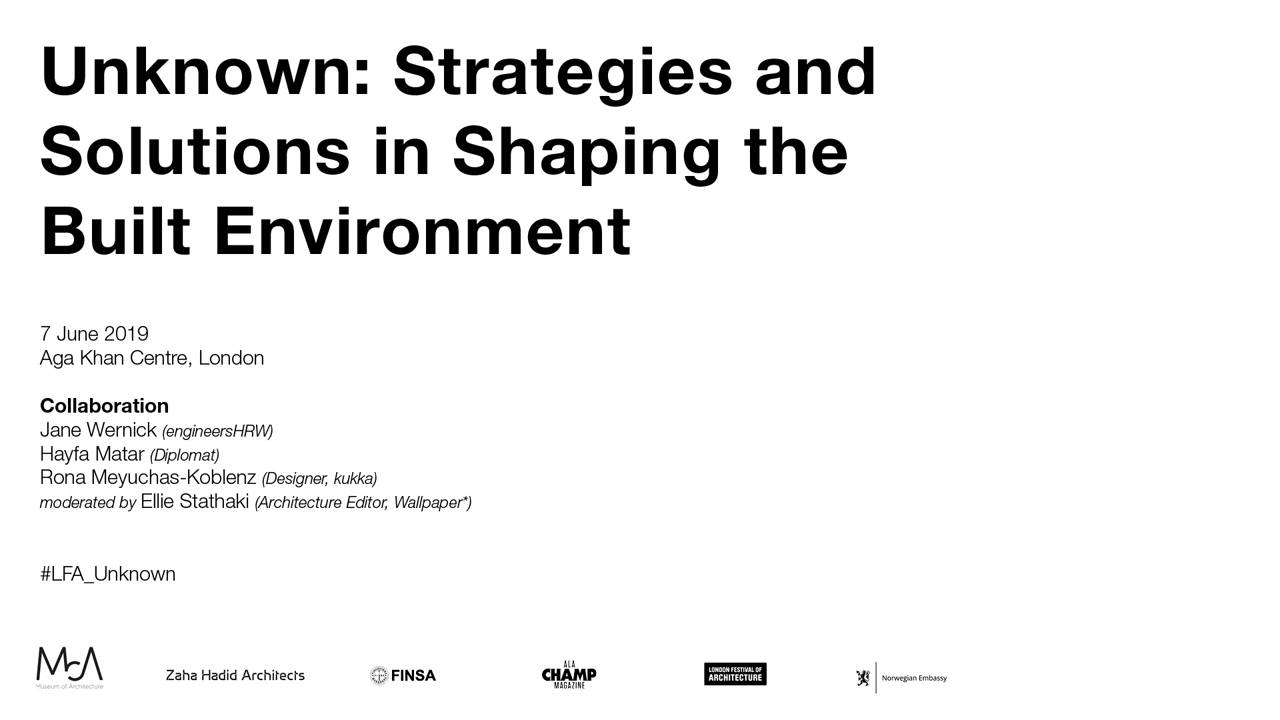 Unknown: Strategies and
Solutions in Shaping the
Built Environment
7 June 2019
Aga Khan Centre, London
Collaboration
Jane Wernick (engineersHRW)
Hayfa Matar (Diplomat)
Rona Meyuchas-Koblenz (Designer, kukka)
moderated by Ellie Stathaki (Architecture Editor, Wallpaper*)
#LFA_Unknown
MoA
Museum of Architecture
Zaha Hadid Architects
FINSA
ALA
CHAMP
MAGAZINE
LONDON FESTIVAL OF
ARCHITECTURE
Norwegian Embassy